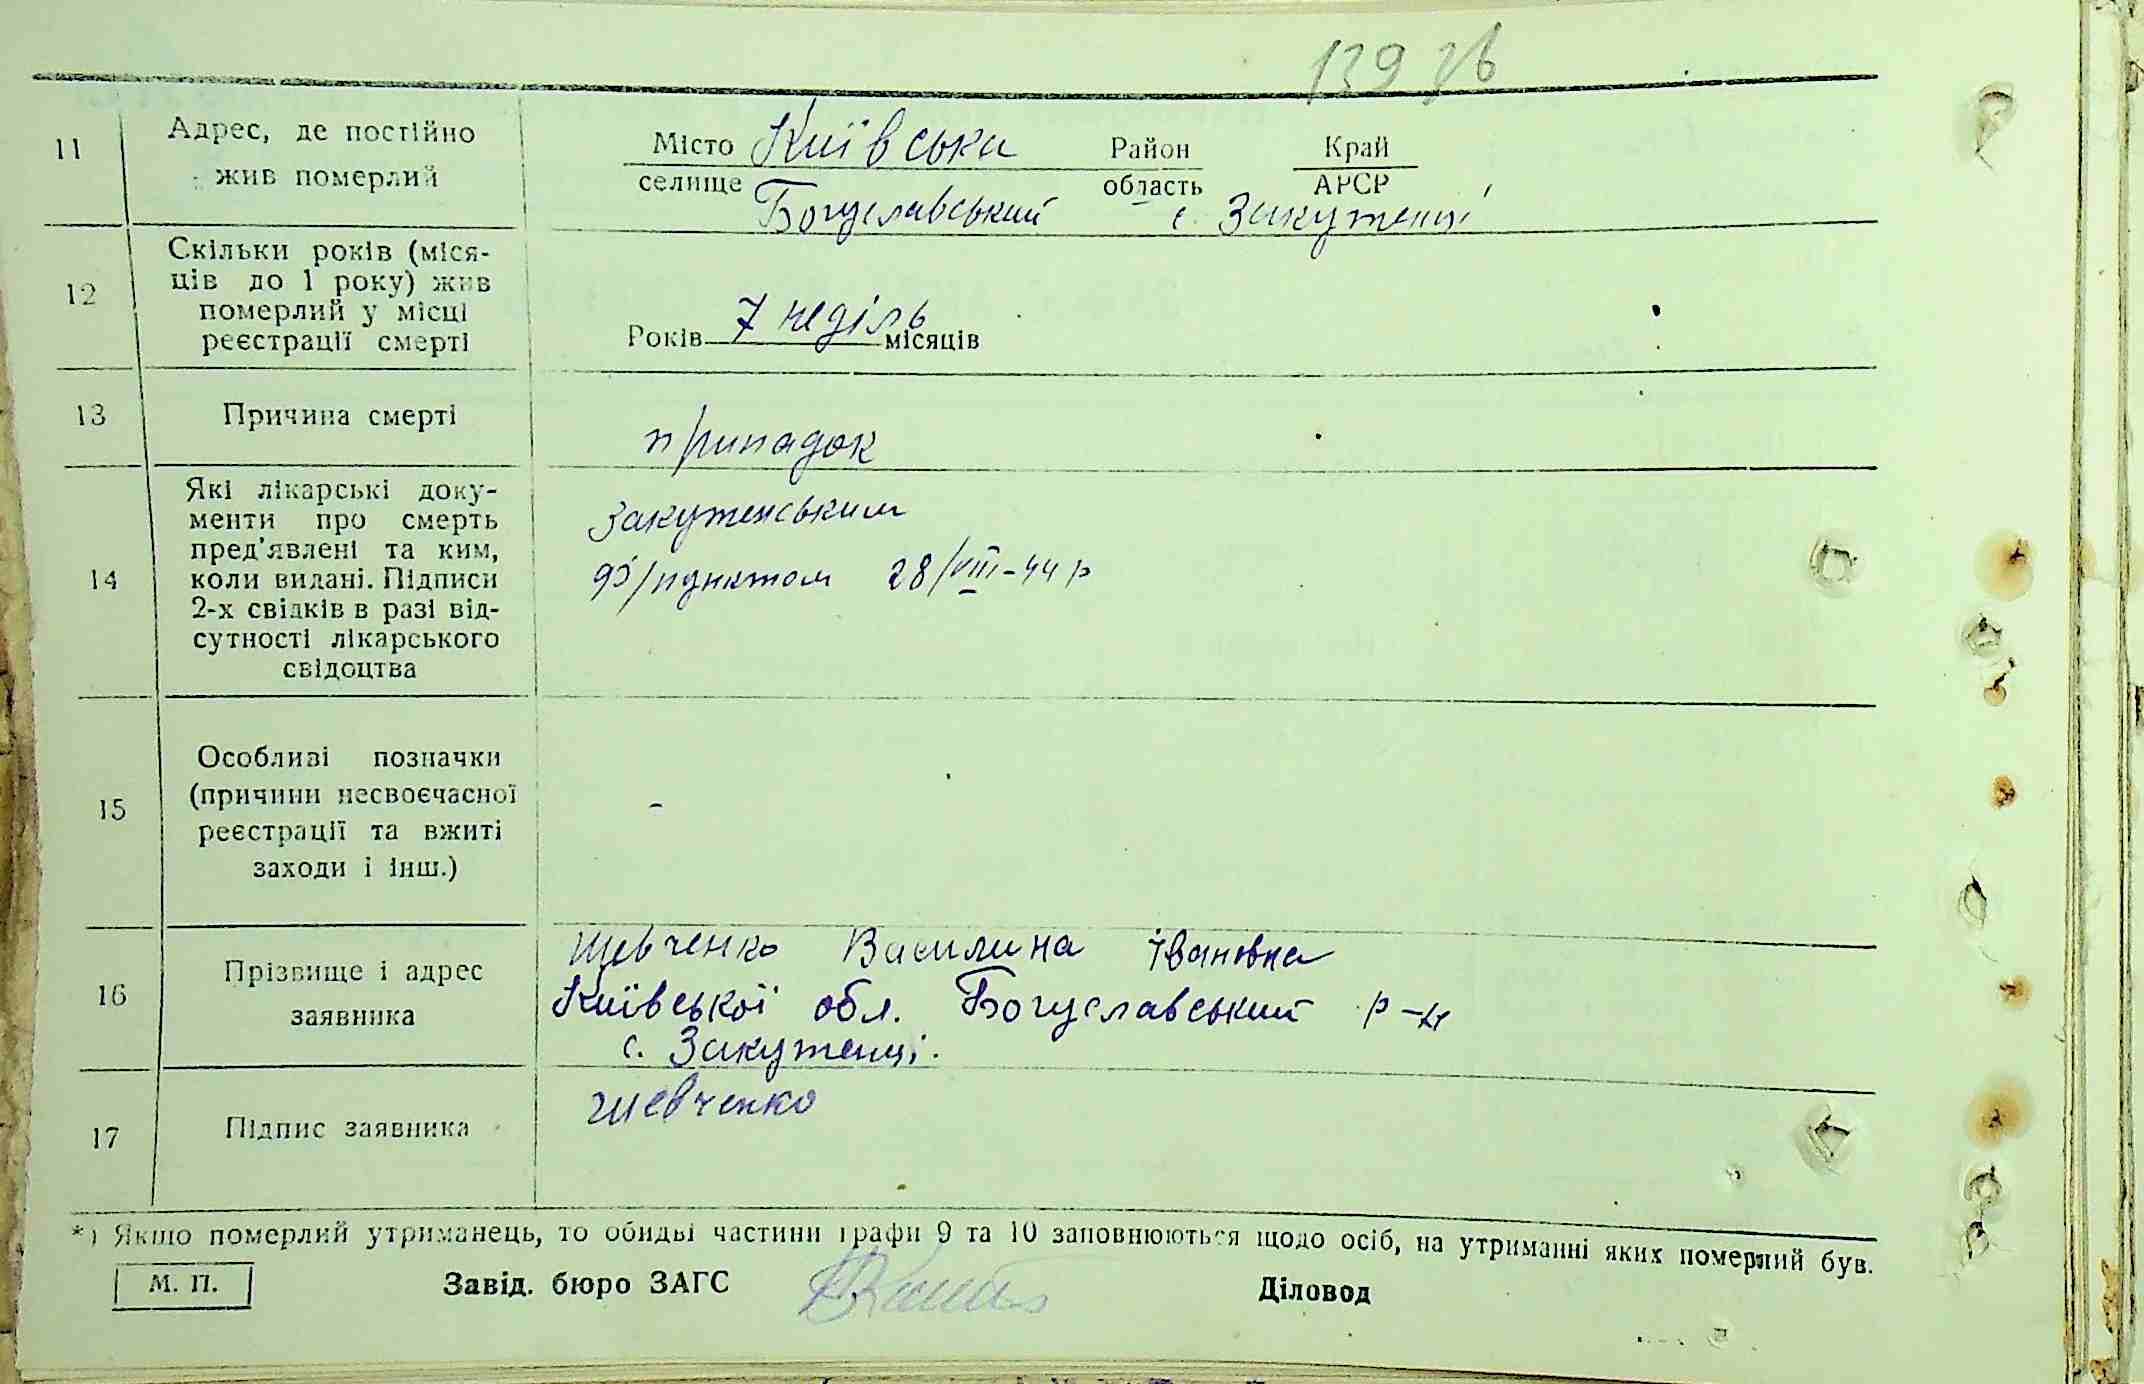 139 зв
11 Адрес, де постійно жив померлий Місто Київська Район Край
селище область АРСР
Богуславський с. Закутенці
12 Скільки років (міся-
ців до 1 року) жив
померлий у місці
реєстрації смерті
Років 7 неділь місяців
13 Причина смерті
припадок
14 Які лікарські доку-
менти про смерть
пред'явлені та ким,
коли видані. Підписи
2-х свідків в разі від-
сутності лікарського
свідоцтва
Закутенським
ф/пунктом 28/VIII-44 р
15 Особливі позначки
(причини несвоєчасної
реєстрації та вжиті
заходи і інш.)
-
16 Прізвище і адрес
заявника
Шевченко Василина Івановна
Київської обл. Богуславський р-н
с. Закутенці.
17 Підпис заявника
Шевченко
*) Якшо померлий утриманець, то обидві частини графи 9 та 10 заповнюються щодо осіб, на утриманні яких померлий був.
М. П. Завід. бюро ЗАГС Діловод